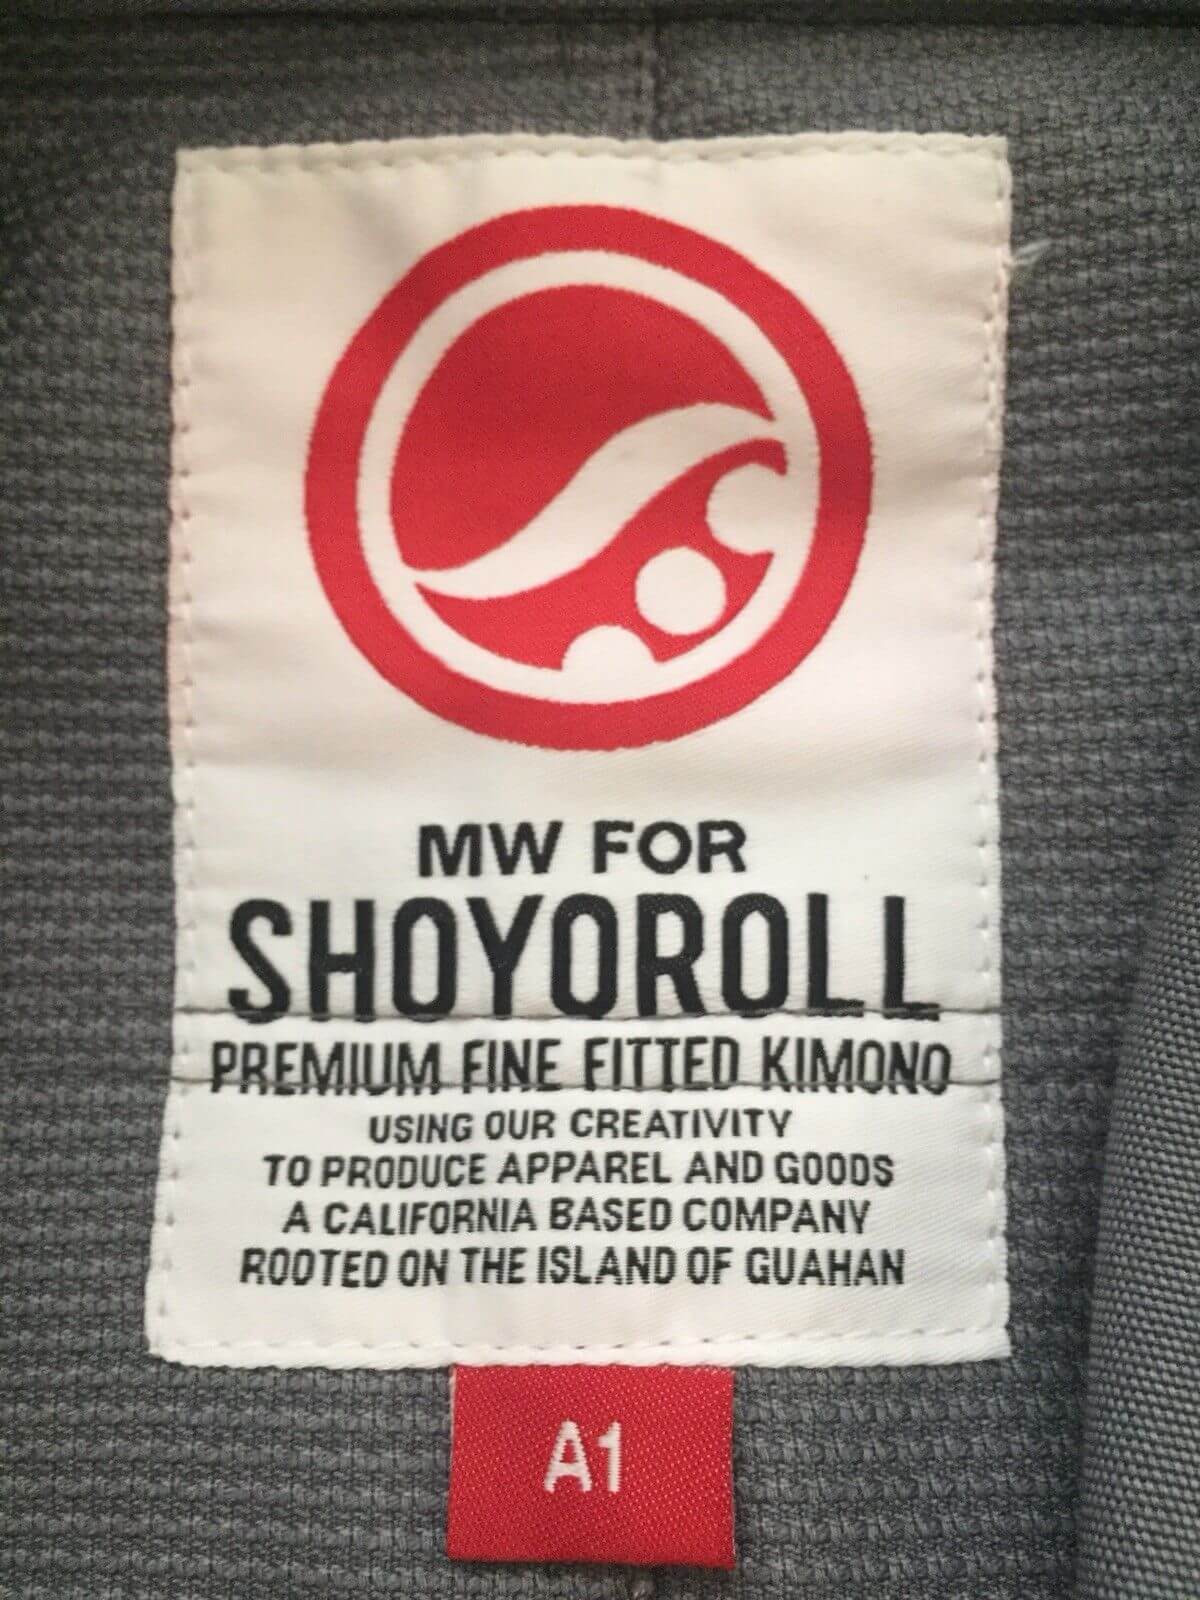 MW FOR
SHOYOROLL
PREMIUM FINE FITTED KIMONO
USING OUR CREATIVITY
TO PRODUCE APPAREL AND GOODS
A CALIFORNIA BASED COMPANY
ROOTED ON THE ISLAND OF GUAHAN
A1